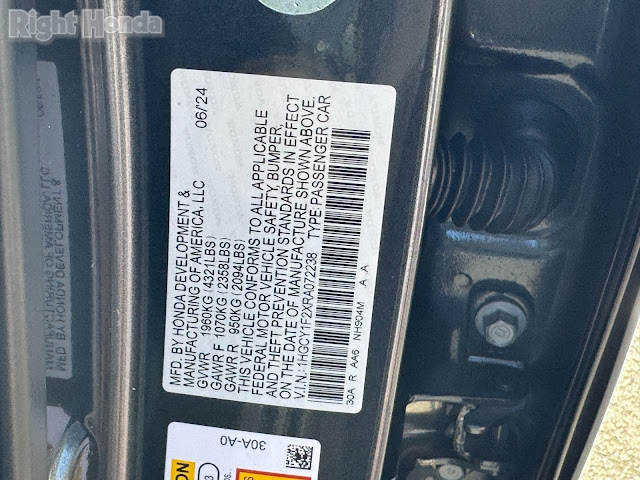 Right Honda
06/'24
MFD. BY HONDA DEVELOPMENT &
MANUFACTURING OF AMERICA, LLC
GVWR 1960KG (4321LBS)
GAWR F 1070KG (2358LBS)
GAWR R 950KG (2094LBS)
THIS VEHICLE CONFORMS TO ALL APPLICABLE
FEDERAL MOTOR VEHICLE SAFETY, BUMPER,
AND THEFT PREVENTION STANDARDS IN EFFECT
ON THE DATE OF MANUFACTURE SHOWN ABOVE.
V.I.N.: 1HGCY1F2XRA072238 TYPE: PASSENGER CAR
30A R AA6 NH904M A A
30A-A0